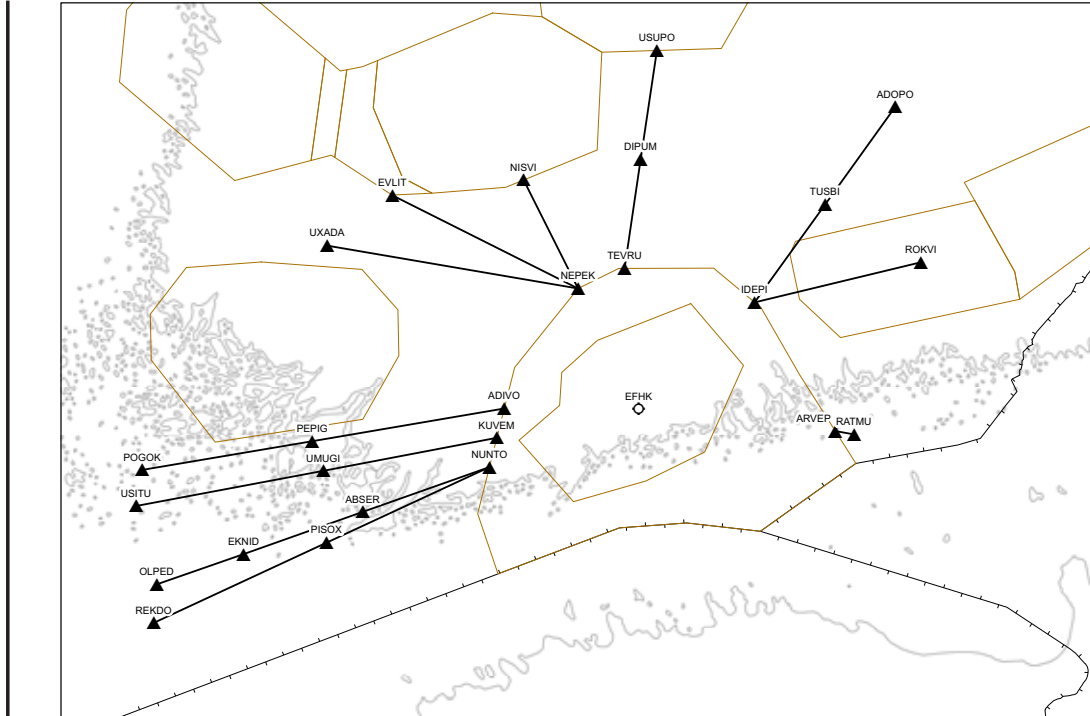 USUPO
ADOPO
DIPUM
NISVI
EVLIT
TUSBI
UXADA
ROKVI
TEVRU
NEPEK
IDEPI
EFHK
ADIVO
ARVEP RATMU
KUVEM
PEPIG
NUNTO
POGOK
UMUGI
USITU
ABSER
PISOX
EKNID
OLPED
REKDO